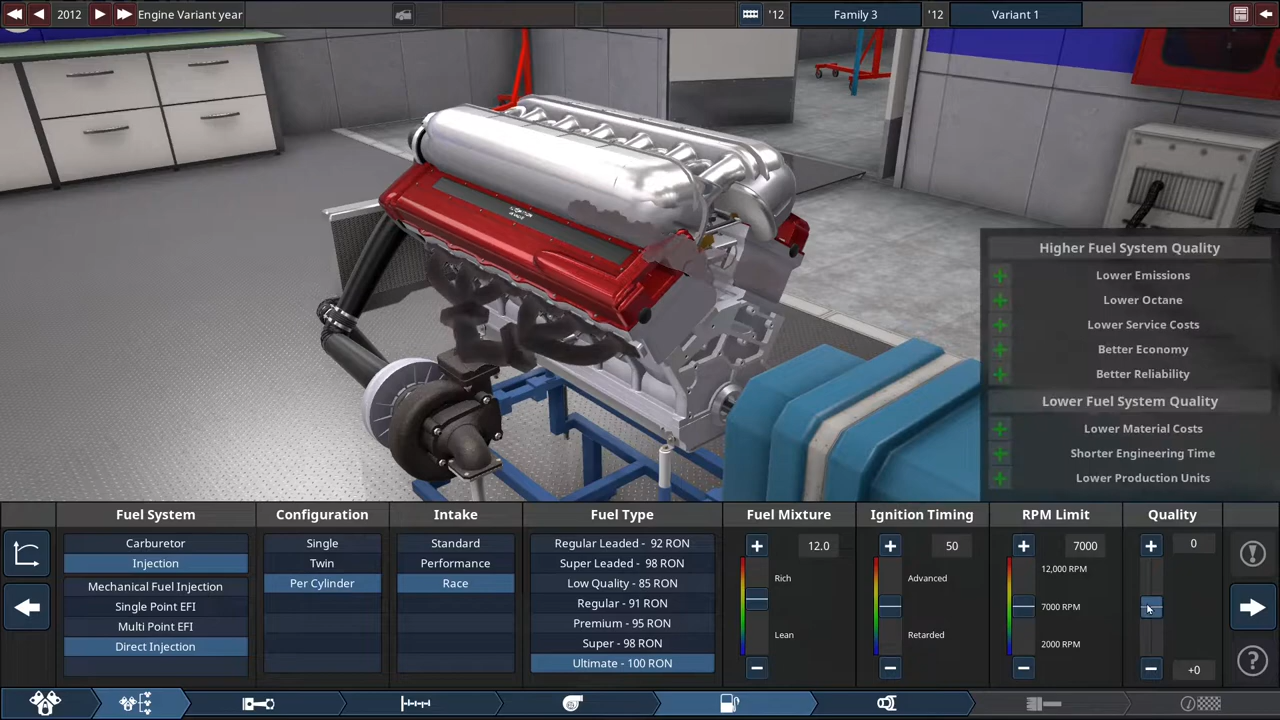 2012 Engine Variant year '12 Family 3 '12 Variant 1
Higher Fuel System Quality
Lower Emissions
Lower Octane
Lower Service Costs
Better Economy
Better Reliability
Lower Fuel System Quality
Lower Material Costs
Shorter Engineering Time
Lower Production Units
Fuel System
Carburetor
Injection
Mechanical Fuel Injection
Single Point EFI
Multi Point EFI
Direct Injection
Configuration
Single
Twin
Per Cylinder
Intake
Standard
Performance
Race
Fuel Type
Regular Leaded - 92 RON
Super Leaded - 98 RON
Low Quality - 85 RON
Regular - 91 RON
Premium - 95 RON
Super - 98 RON
Ultimate - 100 RON
Fuel Mixture
12.0
Rich
Lean
Ignition Timing
50
Advanced
Retarded
RPM Limit
7000
12,000 RPM
7000 RPM
2000 RPM
Quality
0
+0